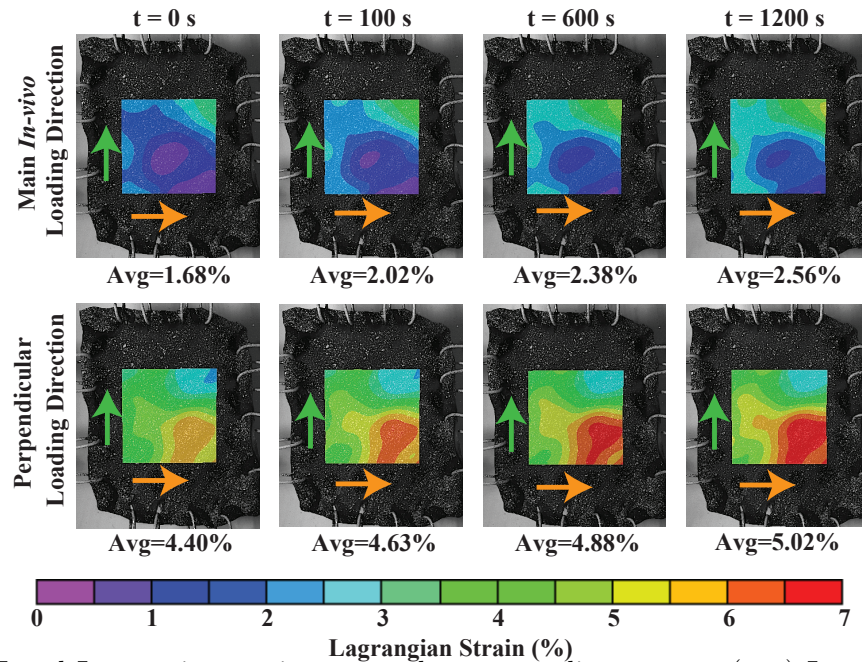 t = 0 s t = 100 s t = 600 s t = 1200 s
Main In-vivo
Loading Direction
Avg=1.68% Avg=2.02% Avg=2.38% Avg=2.56%
Perpendicular
Loading Direction
Avg=4.40% Avg=4.63% Avg=4.88% Avg=5.02%
0 1 2 3 4 5 6 7
Lagrangian Strain (%)